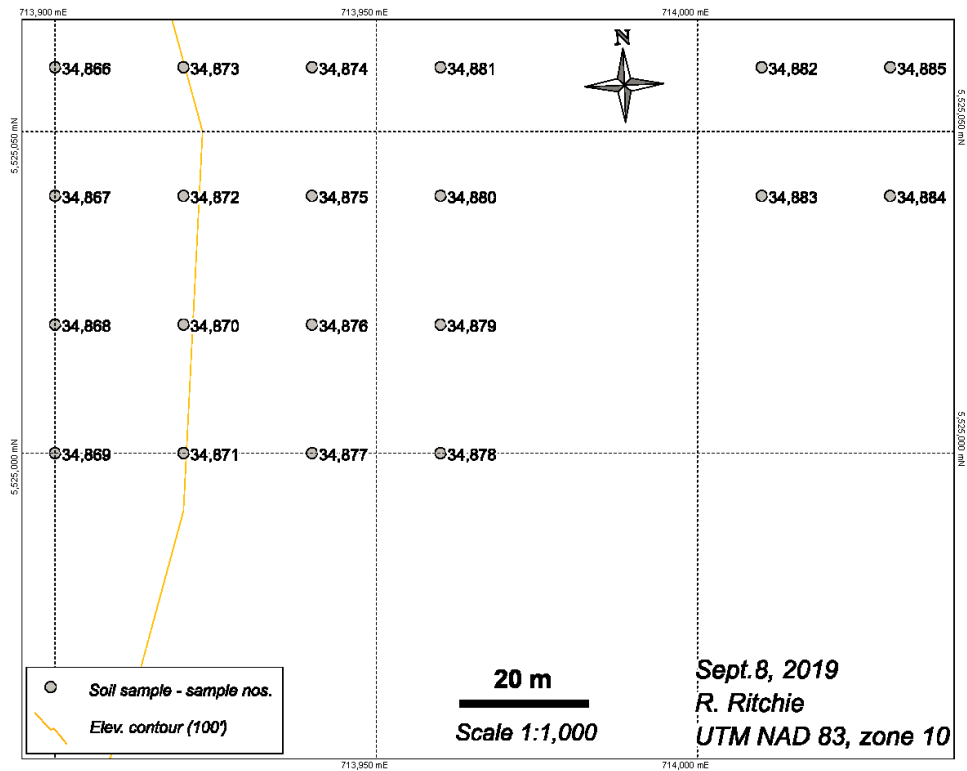 713,900 mE 713,950 mE 714,000 mE
N
34,866 34,873 34,874 34,881 34,882 34,885
5,525,050 mN 5,525,050 mN
34,867 34,872 34,875 34,880 34,883 34,884
34,868 34,870 34,876 34,879
5,525,000 mN 5,525,000 mN
34,869 34,871 34,877 34,878
Soil sample - sample nos.
Elev. contour (100')
20 m
Scale 1:1,000
Sept.8, 2019
R. Ritchie
UTM NAD 83, zone 10
713,950 mE 714,000 mE